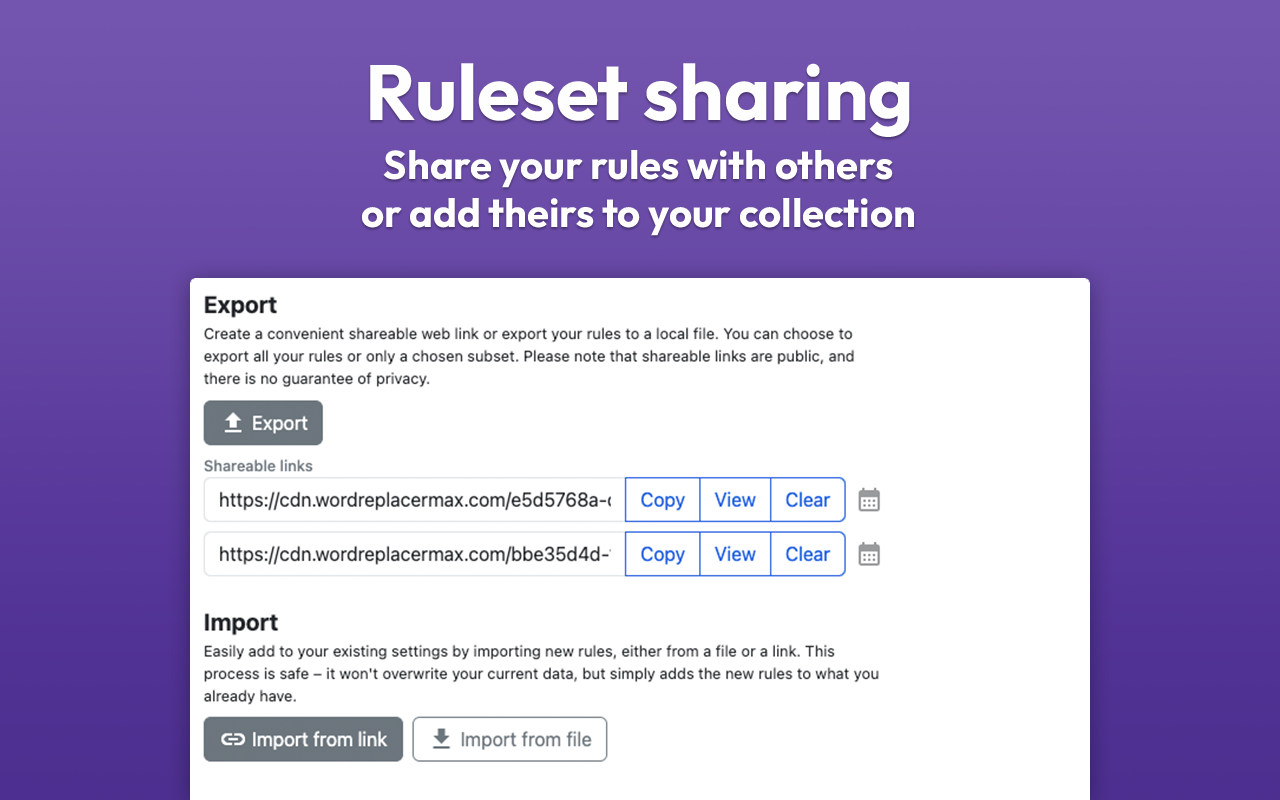 Ruleset sharing
Share your rules with others
or add theirs to your collection
Export
Create a convenient shareable web link or export your rules to a local file. You can choose to
export all your rules or only a chosen subset. Please note that shareable links are public, and
there is no guarantee of privacy.
Export
Shareable links
https://cdn.wordreplacermax.com/e5d5768a- Copy View Clear
https://cdn.wordreplacermax.com/bbe35d4d- Copy View Clear
Import
Easily add to your existing settings by importing new rules, either from a file or a link. This
process is safe – it won't overwrite your current data, but simply adds the new rules to what you
already have.
Import from link Import from file